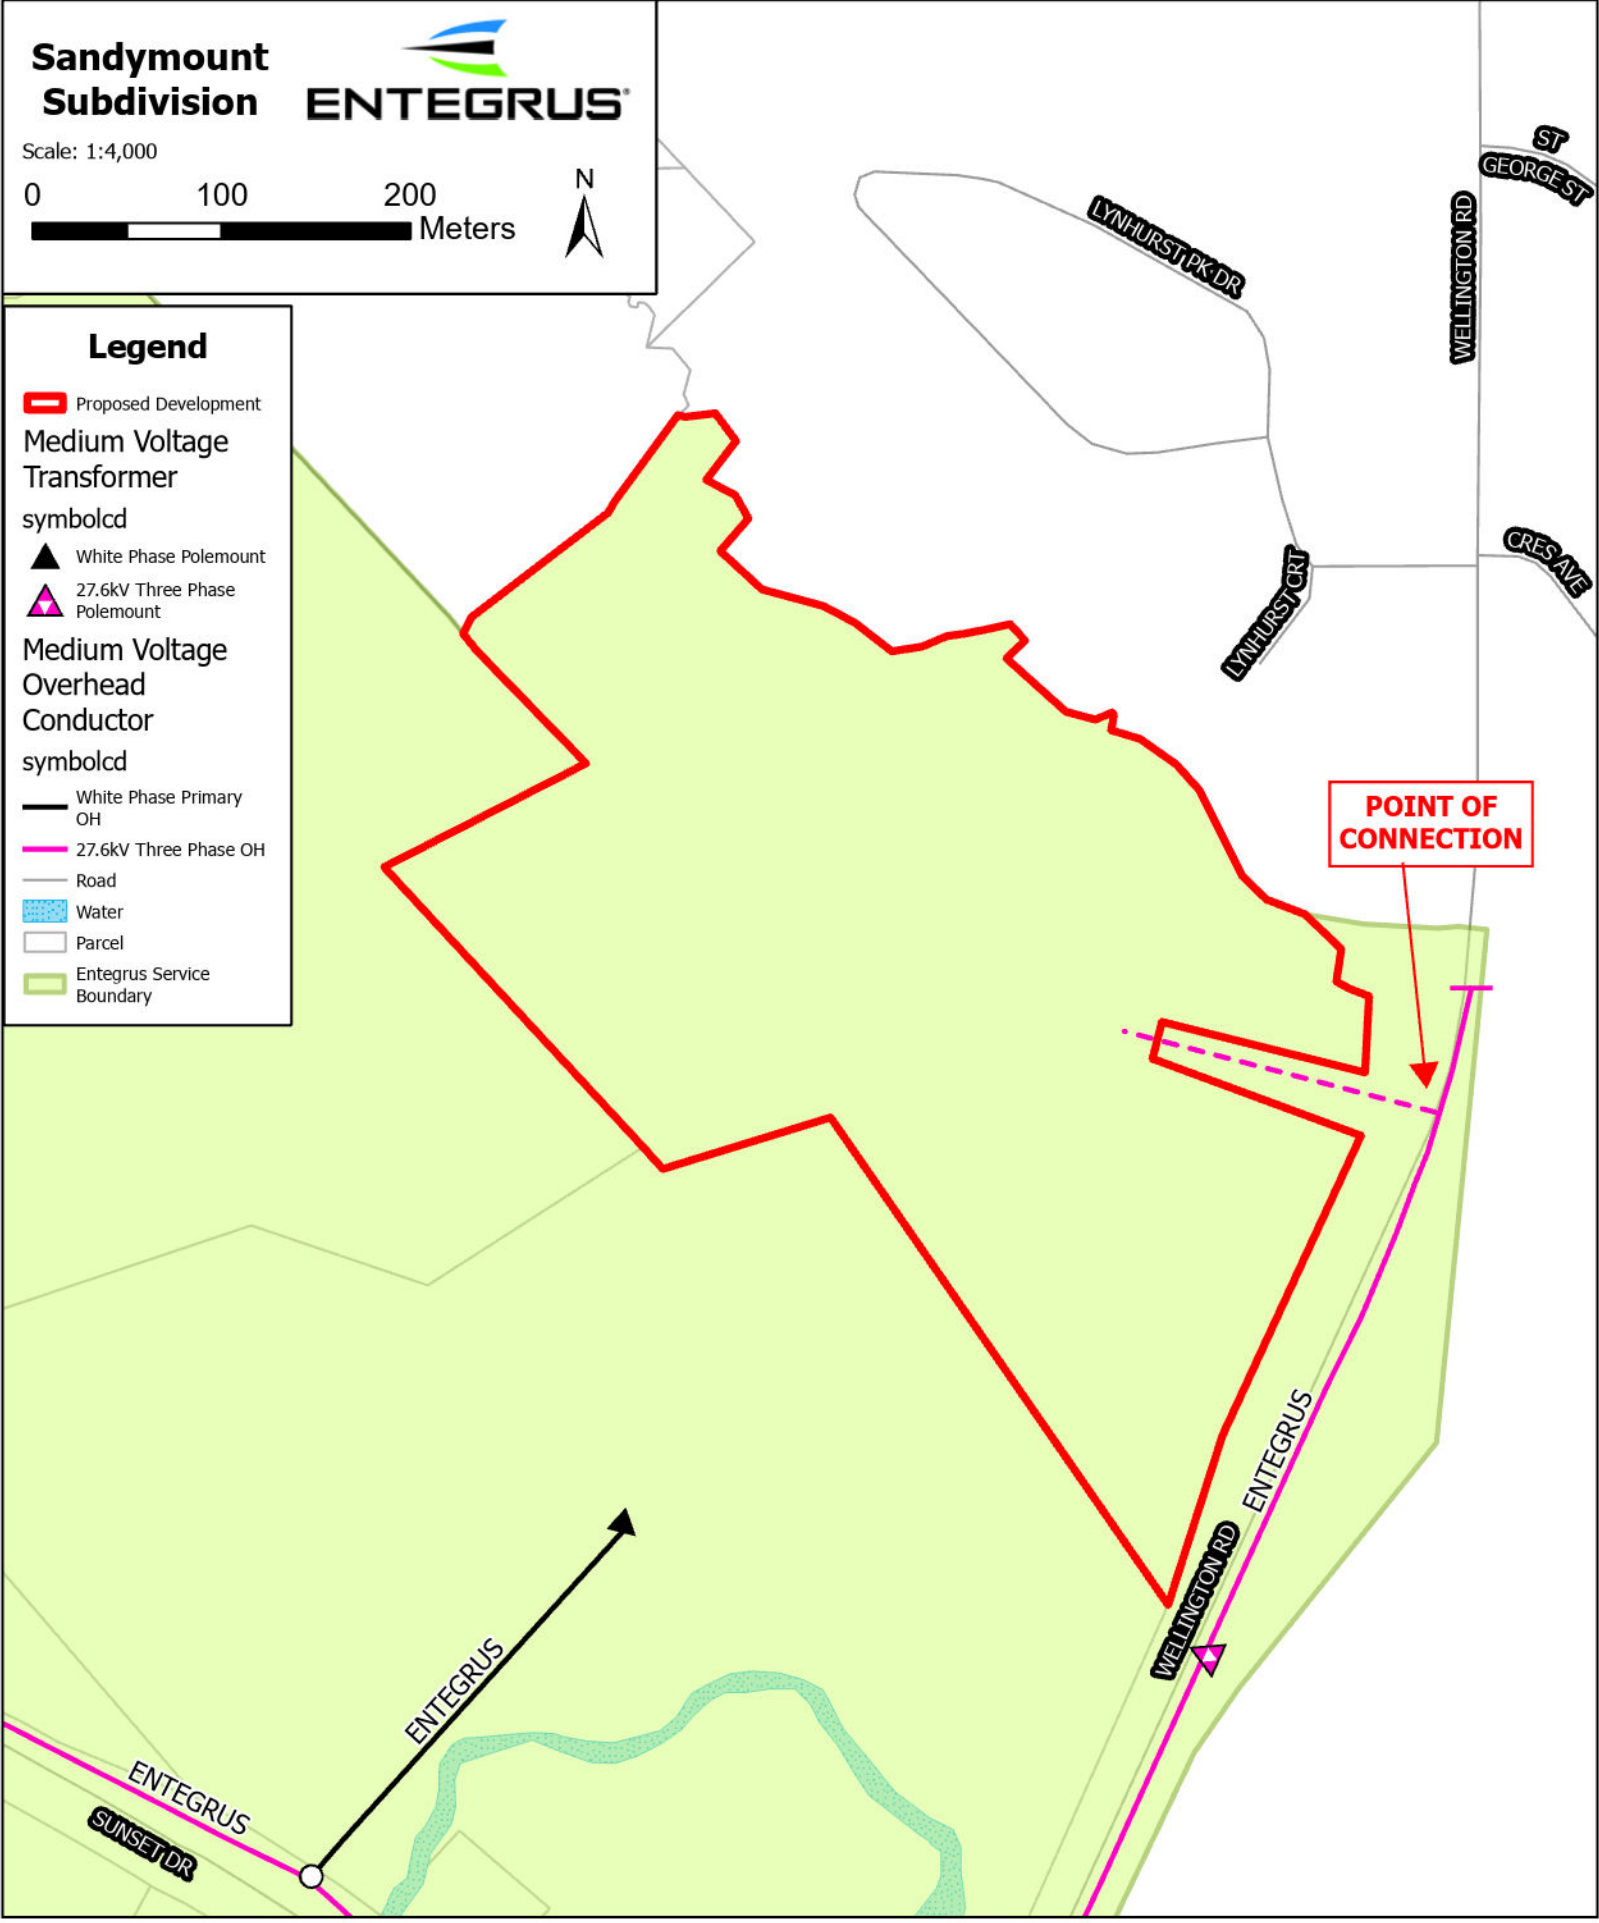 Sandymount
Subdivision
ENTEGRUS
Scale: 1:4,000
0 100 200
Meters
N
Legend
Proposed Development
Medium Voltage
Transformer
symbolcd
White Phase Polemount
27.6kV Three Phase
Polemount
Medium Voltage
Overhead
Conductor
symbolcd
White Phase Primary
OH
27.6kV Three Phase OH
Road
Water
Parcel
Entegrus Service
Boundary
LYNHURST PK DR
WELLINGTON RD
ST
GEORGE ST
CRES AVE
LYNHURST CRT
POINT OF
CONNECTION
ENTEGRUS
WELLINGTON RD
ENTEGRUS
ENTEGRUS
SUNSET DR